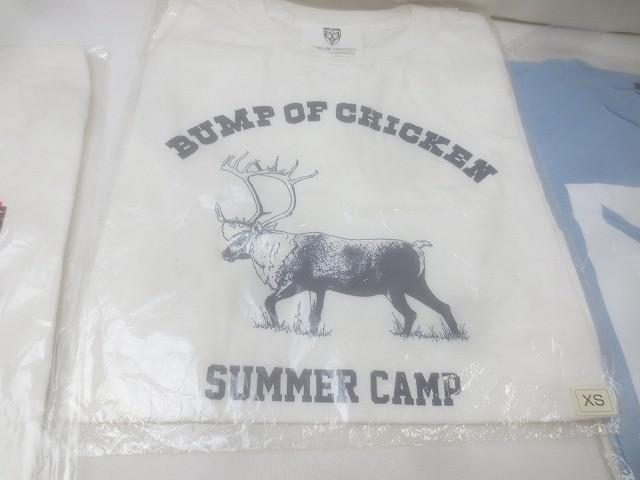 BUMP OF CHICKEN
SUMMER CAMP
XS